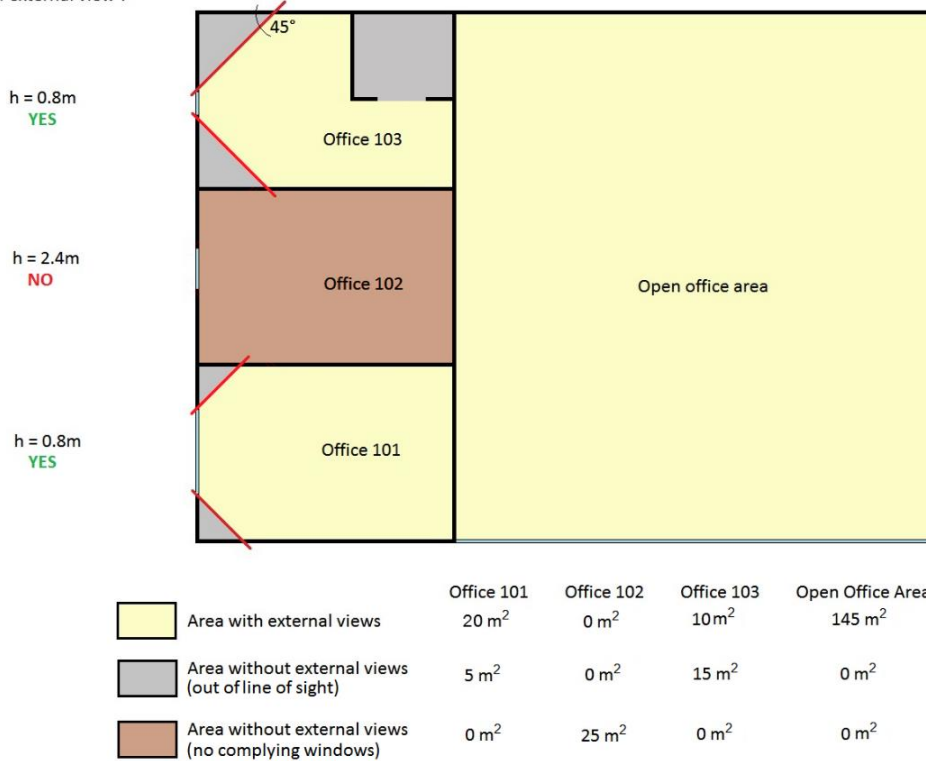 external view ?
45°
h = 0.8m
YES
Office 103
h = 2.4m
NO
Office 102
Open office area
h = 0.8m
YES
Office 101
Office 101 Office 102 Office 103 Open Office Area
Area with external views 20 m² 0 m² 10 m² 145 m²
Area without external views
(out of line of sight) 5 m² 0 m² 15 m² 0 m²
Area without external views
(no complying windows) 0 m² 25 m² 0 m² 0 m²